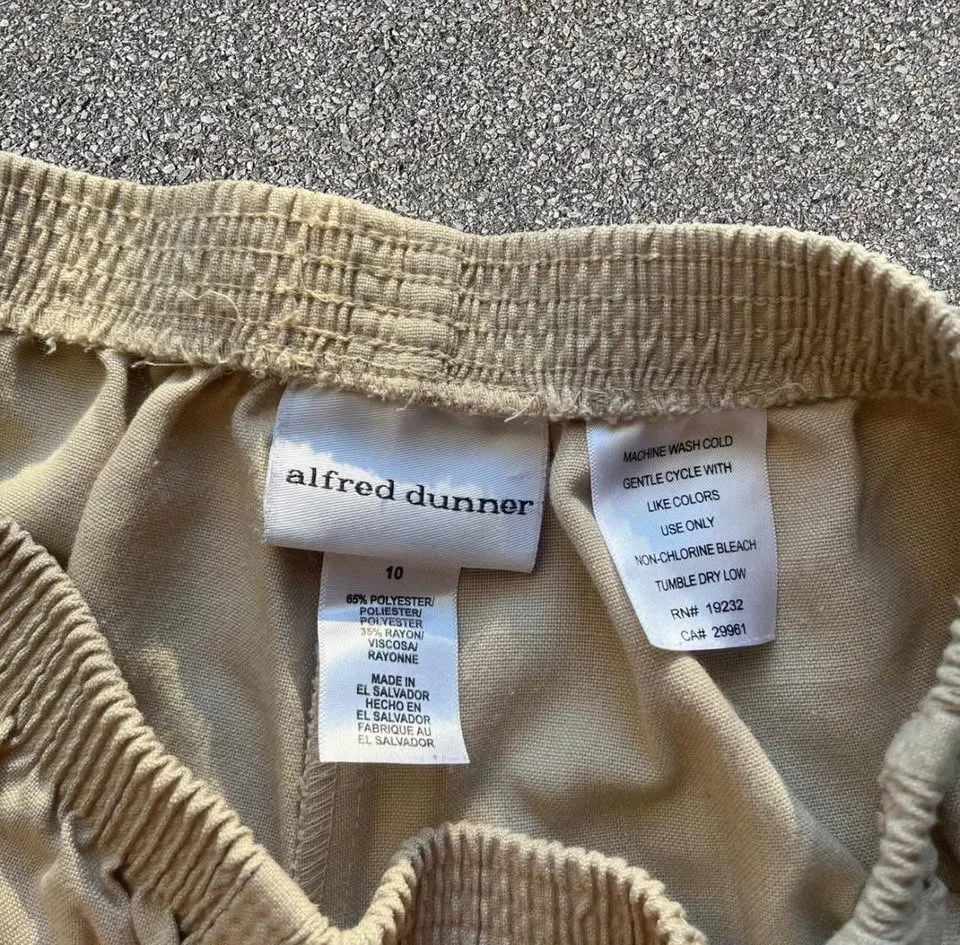 alfred dunner
10
65% POLYESTER/
POLIESTER/
POLYESTER
35% RAYON/
VISCOSA/
RAYONNE
MADE IN
EL SALVADOR
HECHO EN
EL SALVADOR
FABRIQUE AU
EL SALVADOR
MACHINE WASH COLD
GENTLE CYCLE WITH
LIKE COLORS
USE ONLY
NON-CHLORINE BLEACH
TUMBLE DRY LOW
RN# 19232
CA# 29961